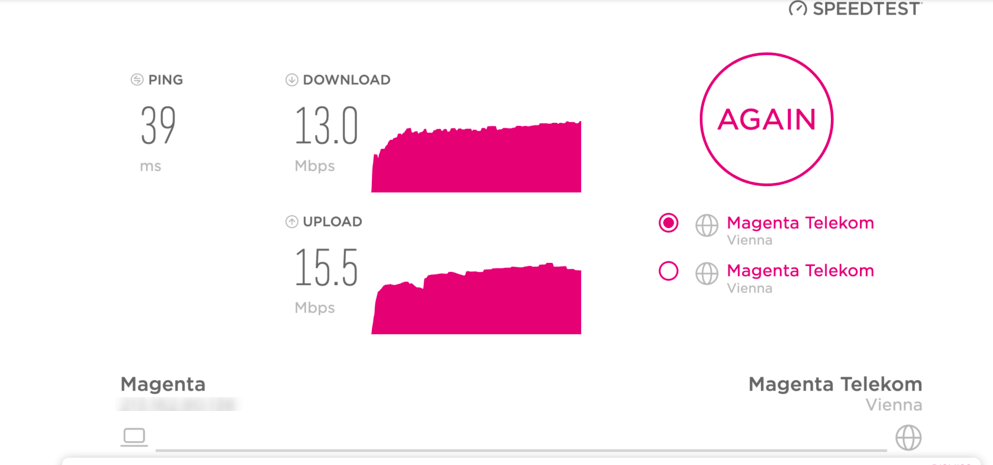 SPEEDTEST
PING
39
ms
DOWNLOAD
13.0
Mbps
AGAIN
UPLOAD
15.5
Mbps
Magenta Telekom
Vienna
Magenta Telekom
Vienna
Magenta
Magenta Telekom
Vienna